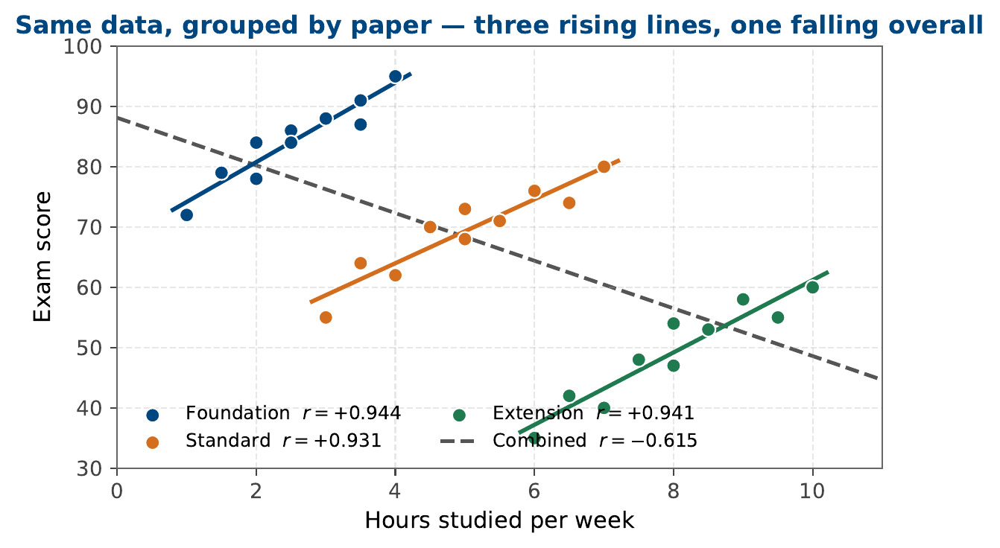 Same data, grouped by paper — three rising lines, one falling overall
100
90
80
70
60
50
40
30
Exam score
Foundation r = +0.944
Standard r = +0.931
Extension r = +0.941
Combined r = −0.615
0 2 4 6 8 10
Hours studied per week